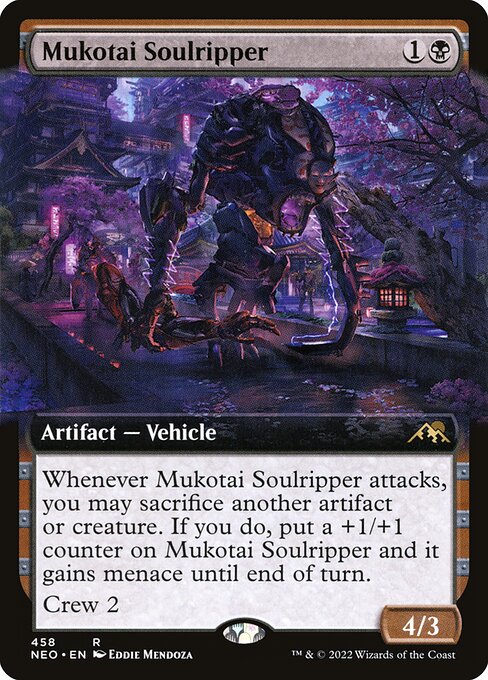 Mukotai Soulripper 1
Artifact — Vehicle
Whenever Mukotai Soulripper attacks,
you may sacrifice another artifact
or creature. If you do, put a +1/+1
counter on Mukotai Soulripper and it
gains menace until end of turn.
Crew 2
4/3
458 R
NEO • EN Eddie Mendoza
™ & © 2022 Wizards of the Coast